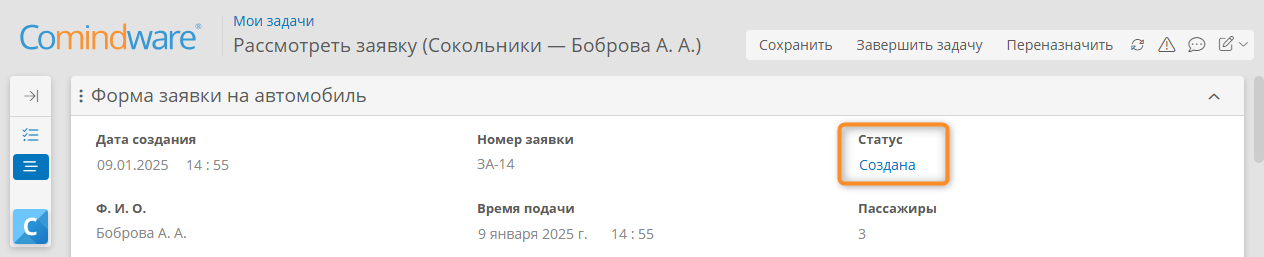 Comindware®
Мои задачи
Рассмотреть заявку (Сокольники — Боброва А. А.)
Сохранить Завершить задачу Переназначить
Форма заявки на автомобиль
Дата создания Номер заявки Статус
09.01.2025 14 : 55 ЗА-14 Создана
Ф. И. О. Время подачи Пассажиры
Боброва А. А. 9 января 2025 г. 14 : 55 3
C